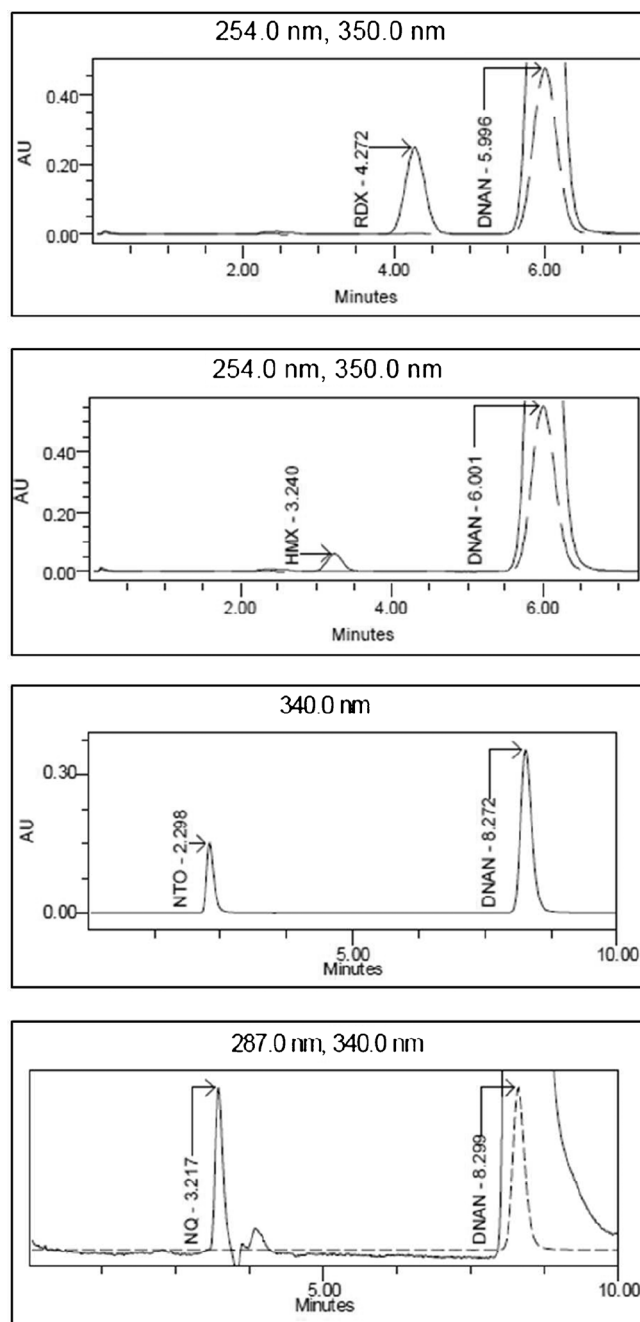 254.0 nm, 350.0 nm
AU
0.40
0.20
0.00
RDX - 4.272
DNAN - 5.996
2.00
4.00
6.00
Minutes
254.0 nm, 350.0 nm
AU
0.40
0.20
0.00
HMX - 3.240
DNAN - 6.001
2.00
4.00
6.00
Minutes
340.0 nm
AU
0.30
0.00
NTO - 2.298
DNAN - 8.272
5.00
10.00
Minutes
287.0 nm, 340.0 nm
NQ - 3.217
DNAN - 8.299
5.00
10.00
Minutes